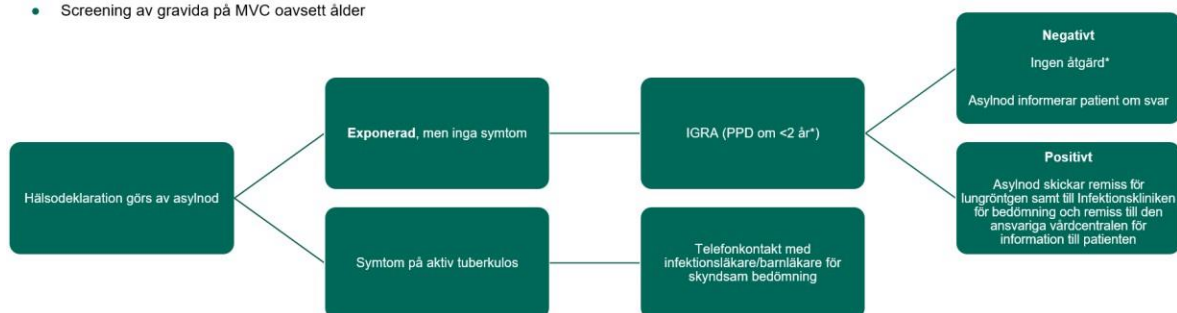 • Screening av gravida på MVC oavsett ålder
Hälsodeklaration görs av asylnod
Exponerad, men inga symtom
Symtom på aktiv tuberkulos
IGRA (PPD om <2 år*)
Telefonkontakt med
infektionsläkare/barnläkare för
skyndsam bedömning
Negativt
Ingen åtgärd*
Asylnod informerar patient om svar
Positivt
Asylnod skickar remiss för
lungröntgen samt till Infektionskliniken
för bedömning och remiss till den
ansvariga vårdcentralen för
information till patienten